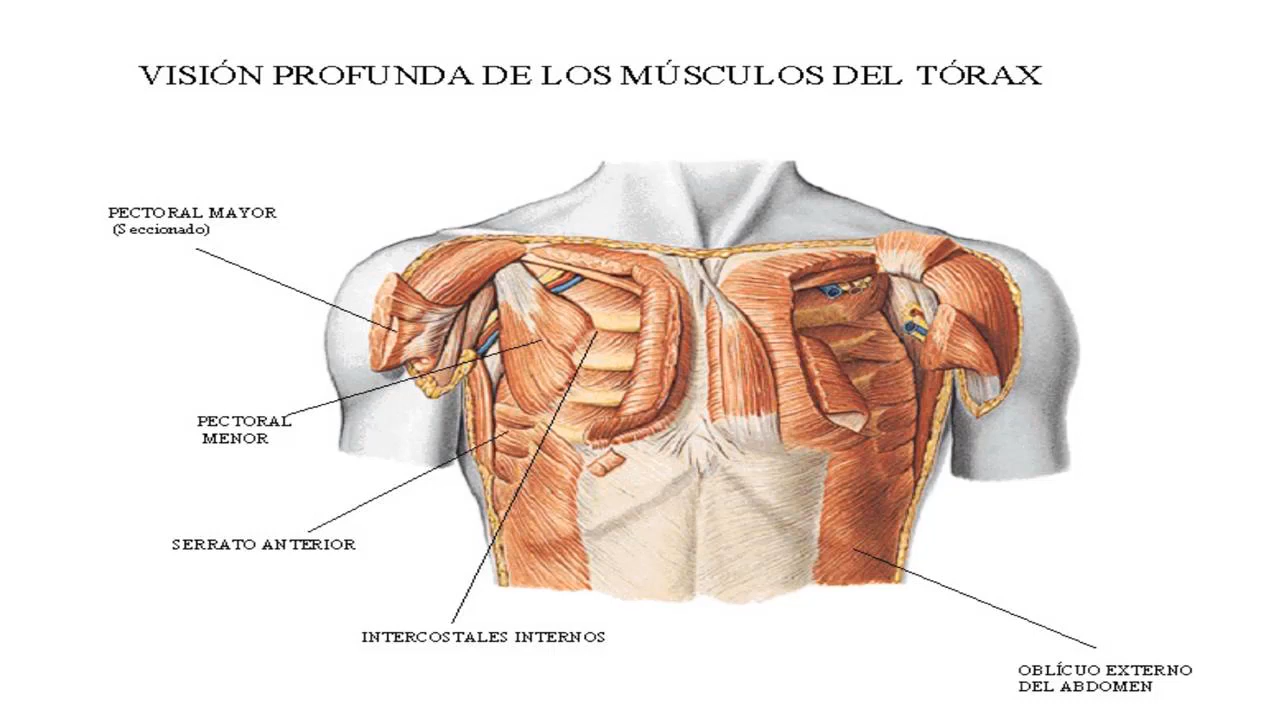 VISIÓN PROFUNDA DE LOS MÚSCULOS DEL TÓRAX
PECTORAL MAYOR
(Seccionado)
PECTORAL
MENOR
SERRATO ANTERIOR
INTERCOSTALES INTERNOS
OBLÍCUO EXTERNO
DEL ABDOMEN